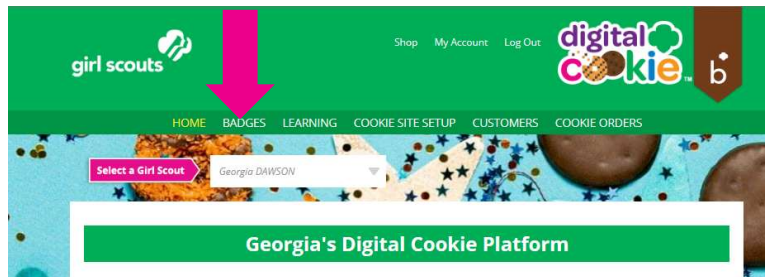 girl scouts
Shop My Account Log Out
digital
cookie™
b
HOME BADGES LEARNING COOKIE SITE SETUP CUSTOMERS COOKIE ORDERS
Select a Girl Scout
Georgia DAWSON
Georgia's Digital Cookie Platform